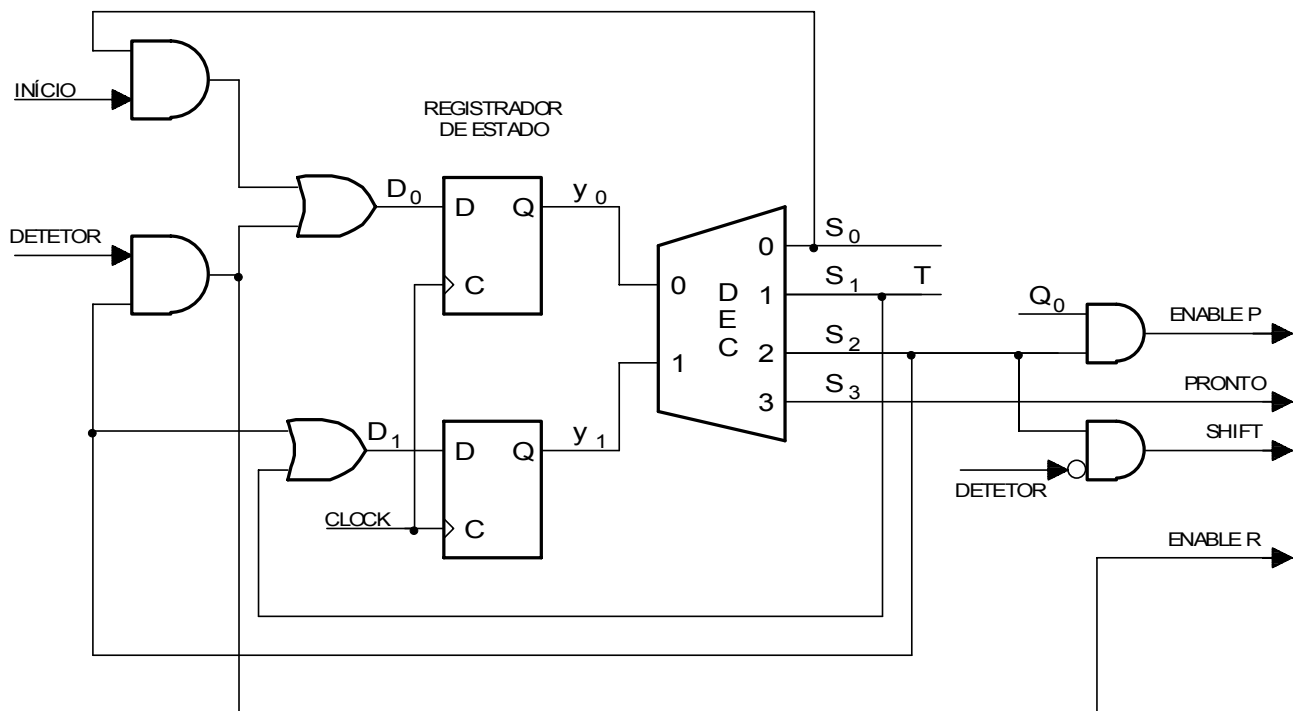 INÍCIO
REGISTRADOR
DE ESTADO
DETETOR
D0
D Q
C
y0
0
1
D
E
C
0
1
2
3
S0
S1
T
S2
S3
Q0
ENABLE P
PRONTO
SHIFT
DETETOR
D1
D Q
C
y1
CLOCK
ENABLE R